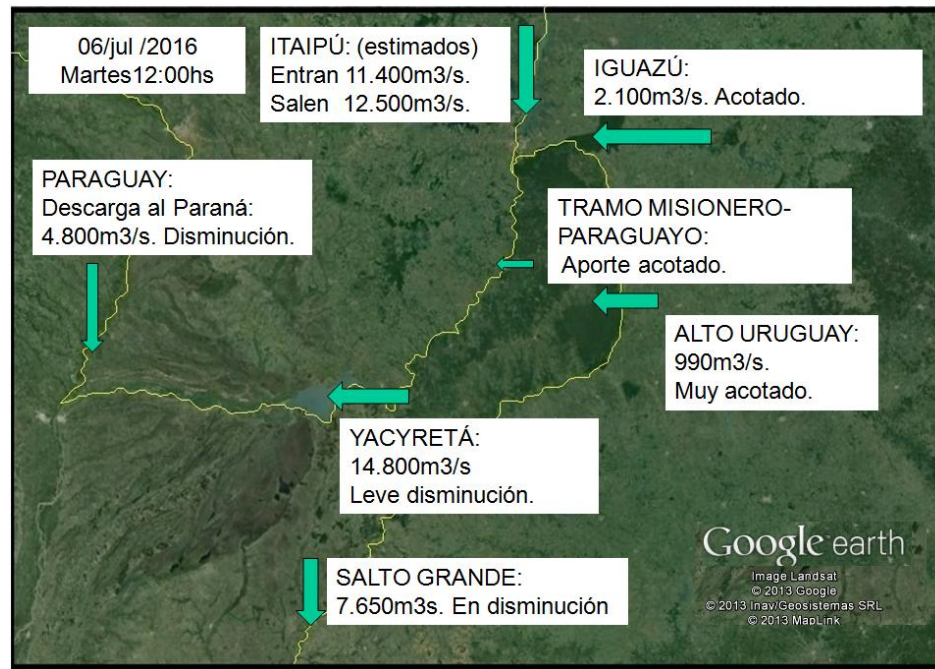 06/jul /2016
Martes12:00hs
ITAIPÚ: (estimados)
Entran 11.400m3/s.
Salen 12.500m3/s.
IGUAZÚ:
2.100m3/s. Acotado.
PARAGUAY:
Descarga al Paraná:
4.800m3/s. Disminución.
TRAMO MISIONERO-
PARAGUAYO:
Aporte acotado.
ALTO URUGUAY:
990m3/s.
Muy acotado.
YACYRETÁ:
14.800m3/s
Leve disminución.
SALTO GRANDE:
7.650m3s. En disminución
Google earth
Image Landsat
© 2013 Google
© 2013 Inav/Geosistemas SRL
© 2013 MapLink